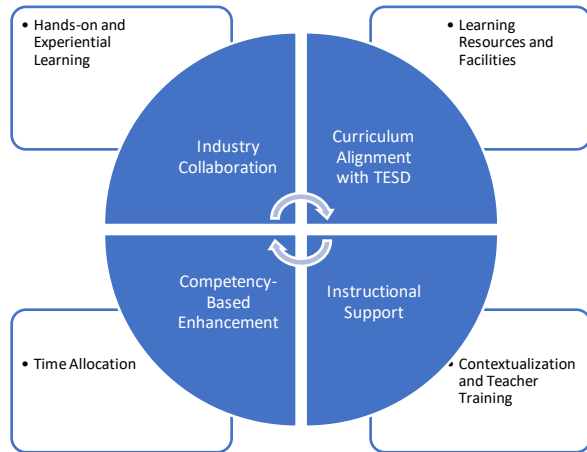 • Hands-on and
Experiential
Learning
• Learning
Resources and
Facilities
Industry
Collaboration
Curriculum
Alignment
with TESD
Competency-
Based
Enhancement
Instructional
Support
• Time Allocation
• Contextualization
and Teacher
Training